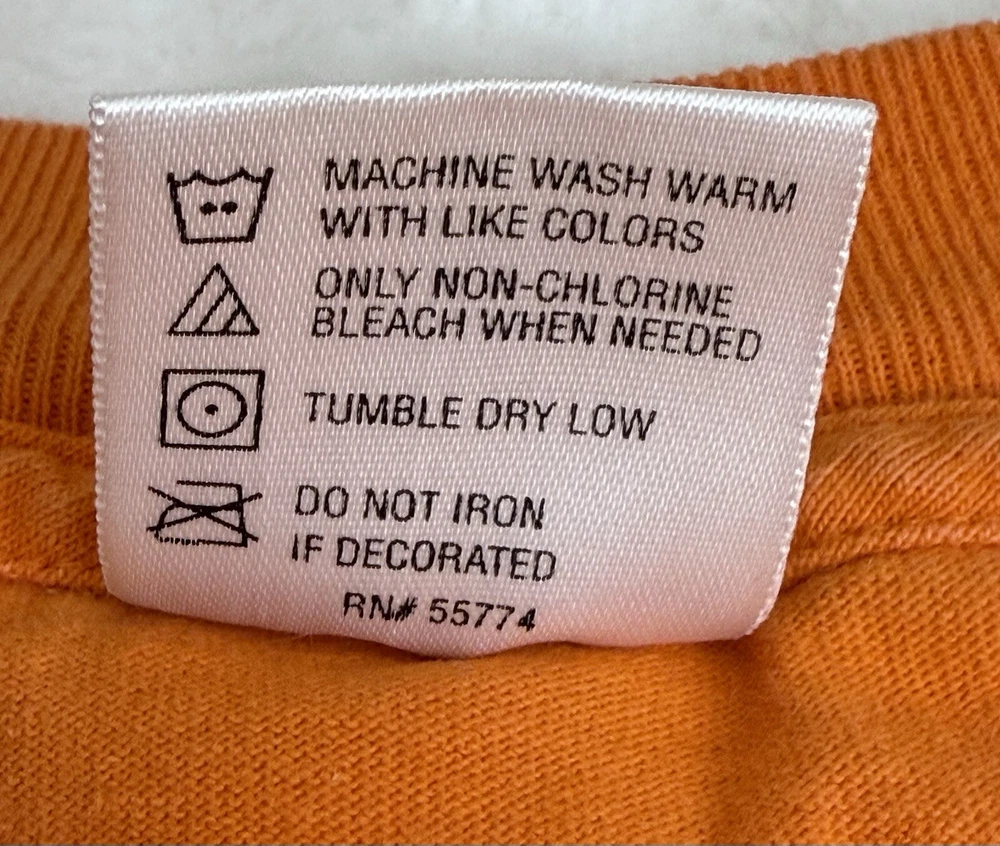 MACHINE WASH WARM
WITH LIKE COLORS
ONLY NON-CHLORINE
BLEACH WHEN NEEDED
TUMBLE DRY LOW
DO NOT IRON
IF DECORATED
RN# 55774